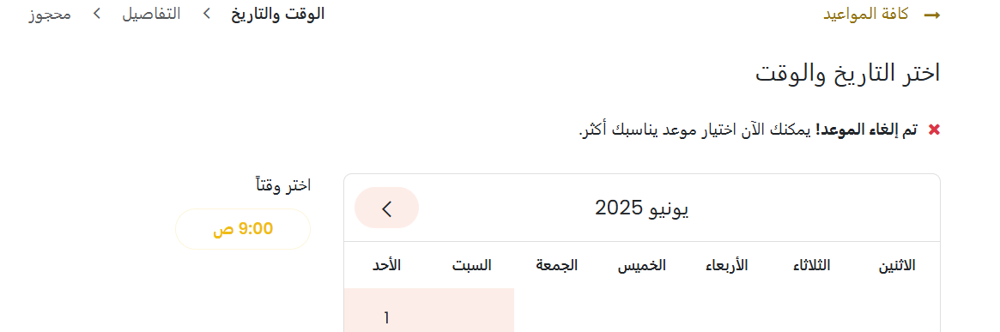 كافة المواعيد
الوقت والتاريخ
التفاصيل
محجوز
اختر التاريخ والوقت
تم إلغاء الموعد! يمكنك الآن اختيار موعد يناسبك أكثر.
يونيو 2025
الاثنين الثلاثاء الأربعاء الخميس الجمعة السبت الأحد
1
اختر وقتاً
9:00 ص